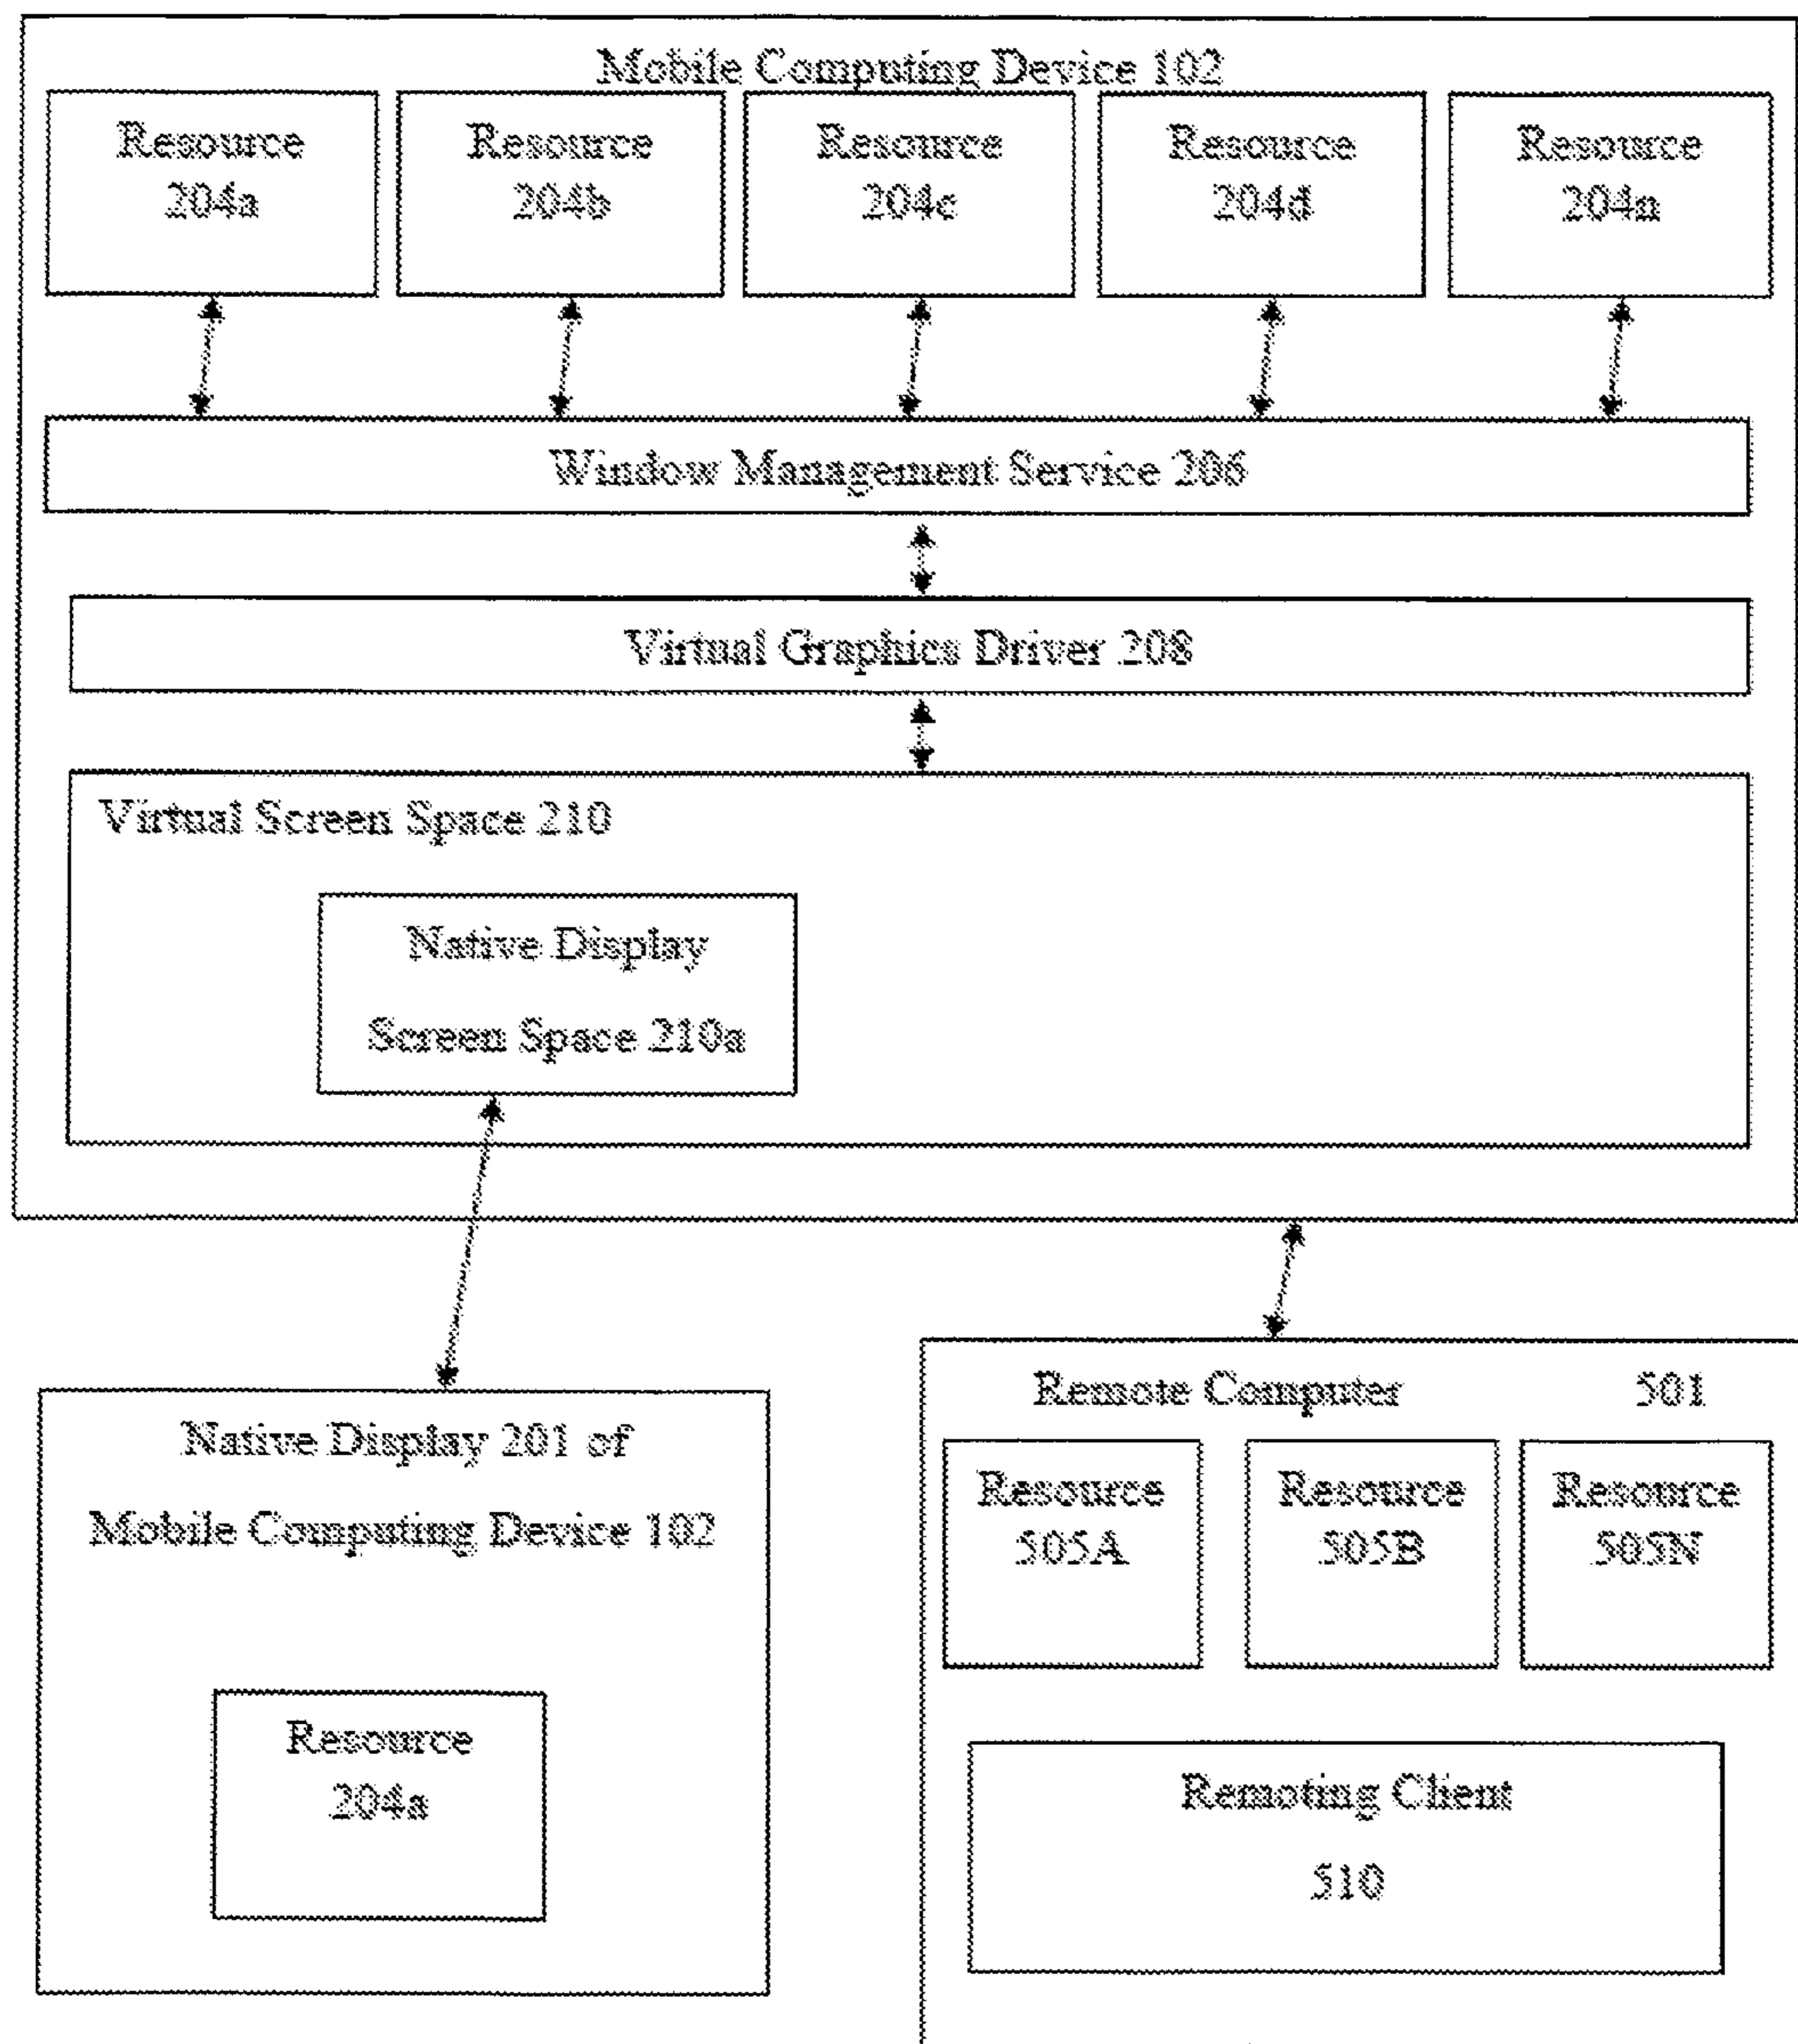 Mobile Computing Device 102
Resource
204a
Resource
204b
Resource
204c
Resource
204d
Resource
204n
Window Management Service 206
Virtual Graphics Driver 208
Virtual Screen Space 210
Native Display
Screen Space 210a
Native Display 201 of
Mobile Computing Device 102
Resource
204a
Remote Computer 501
Resource
505A
Resource
505B
Resource
505N
Remoting Client
510